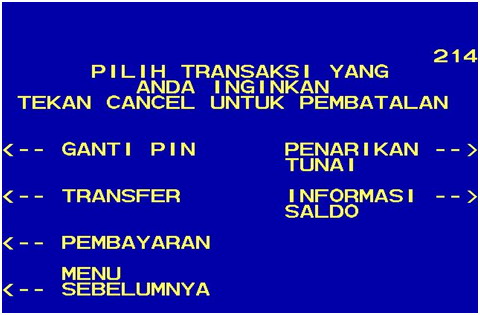 214
PILIH TRANSAKSI YANG
ANDA INGINKAN
TEKAN CANCEL UNTUK PEMBATALAN
<-- GANTI PIN
PENARIKAN -->
TUNAI
<-- TRANSFER
INFORMASI -->
SALDO
<-- PEMBAYARAN
MENU
<-- SEBELUMNYA